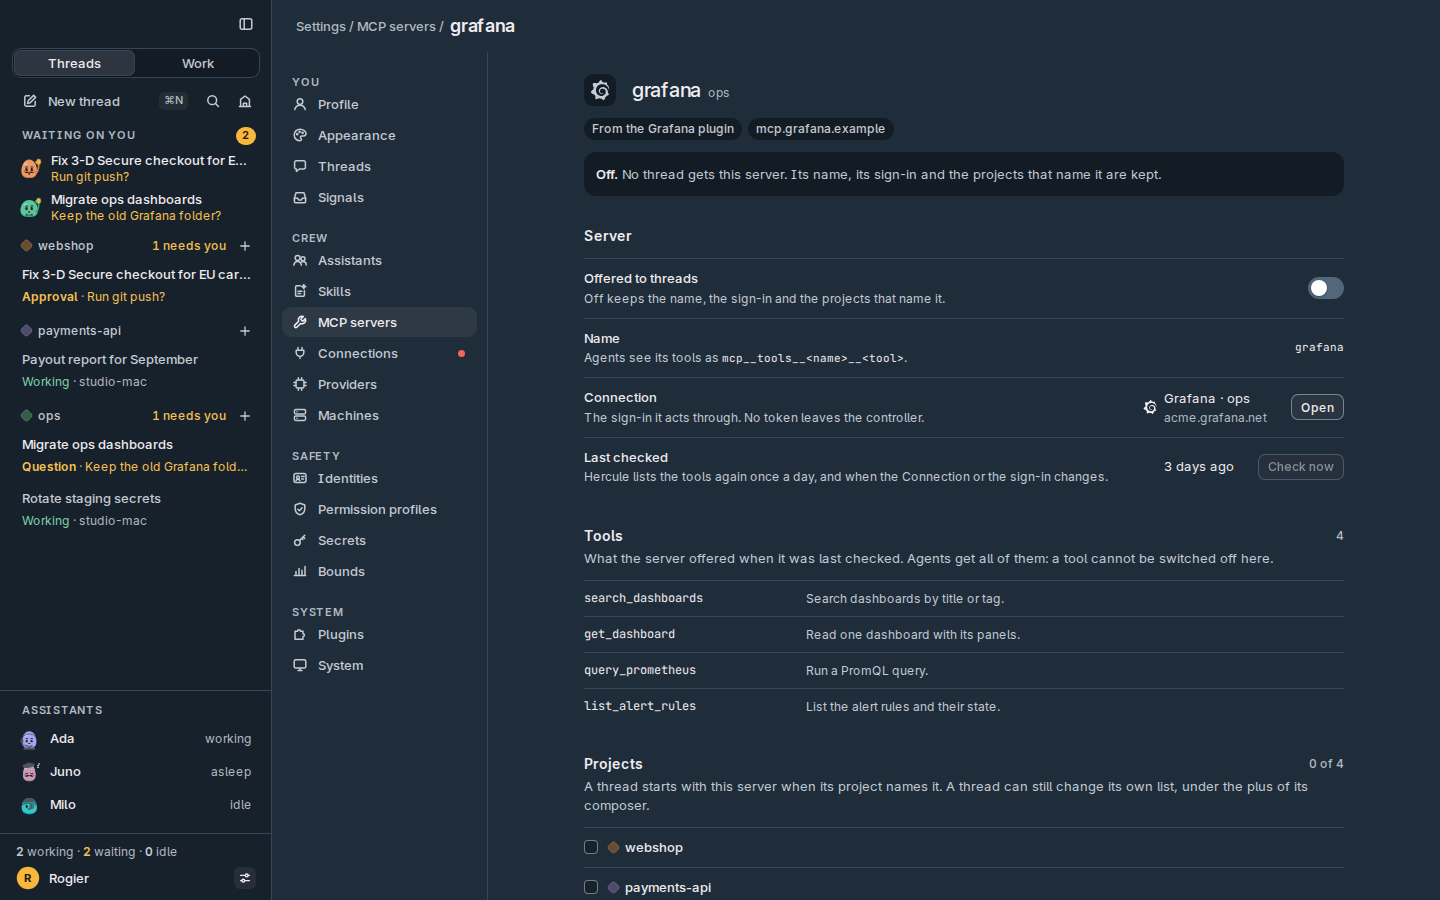 Threads
Work
New thread
⌘N
WAITING ON YOU
2
Fix 3-D Secure checkout for E...
Run git push?
Migrate ops dashboards
Keep the old Grafana folder?
webshop
1 needs you
Fix 3-D Secure checkout for EU car...
Approval · Run git push?
payments-api
Payout report for September
Working · studio-mac
ops
1 needs you
Migrate ops dashboards
Question · Keep the old Grafana fold...
Rotate staging secrets
Working · studio-mac
ASSISTANTS
Ada
working
Juno
asleep
Milo
idle
2 working · 2 waiting · 0 idle
R
Rogier
Settings / MCP servers / grafana
YOU
Profile
Appearance
Threads
Signals
CREW
Assistants
Skills
MCP servers
Connections
Providers
Machines
SAFETY
Identities
Permission profiles
Secrets
Bounds
SYSTEM
Plugins
System
grafana ops
From the Grafana plugin
mcp.grafana.example
Off. No thread gets this server. Its name, its sign-in and the projects that name it are kept.
Server
Offered to threads
Off keeps the name, the sign-in and the projects that name it.
Name
Agents see its tools as mcp__tools__<name>__<tool>.
grafana
Connection
The sign-in it acts through. No token leaves the controller.
Grafana · ops
acme.grafana.net
Open
Last checked
Hercule lists the tools again once a day, and when the Connection or the sign-in changes.
3 days ago
Check now
Tools
4
What the server offered when it was last checked. Agents get all of them: a tool cannot be switched off here.
search_dashboards
Search dashboards by title or tag.
get_dashboard
Read one dashboard with its panels.
query_prometheus
Run a PromQL query.
list_alert_rules
List the alert rules and their state.
Projects
0 of 4
A thread starts with this server when its project names it. A thread can still change its own list, under the plus of its
composer.
webshop
payments-api